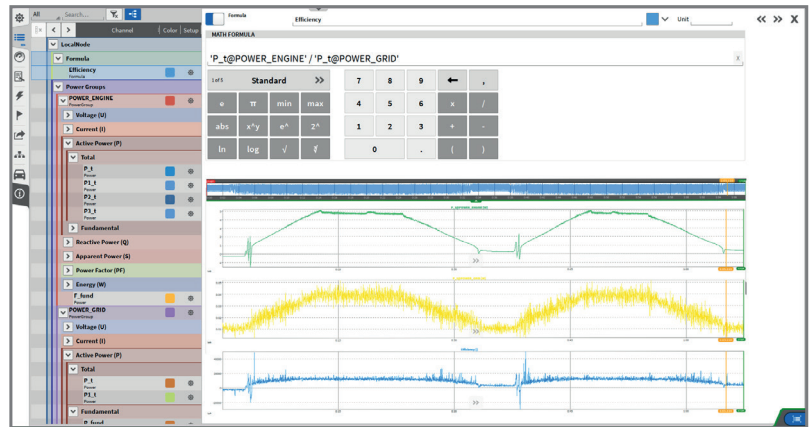 All
Search...
Channel
Color
Setup
LocalNode
Formula
Efficiency
Formula
Power Groups
POWER_ENGINE
PowerGroup
Voltage (U)
Current (I)
Active Power (P)
Total
P_t
Power
P1_t
Power
P2_t
Power
P3_t
Power
Fundamental
Reactive Power (Q)
Apparent Power (S)
Power Factor (PF)
Energy (W)
F_fund
Power
POWER_GRID
PowerGroup
Voltage (U)
Current (I)
Active Power (P)
Total
P_t
Power
P1_t
Power
Fundamental
P_fund
Formula
Efficiency
Unit
MATH FORMULA
'P_t@POWER_ENGINE' / 'P_t@POWER_GRID'
X
1 of 5 Standard >> 7 8 9 ,
e π min max 4 5 6 x /
abs x^y e^ 2^ 1 2 3 + -
ln log √ ∛ 0 . ( )
P_t@POWER_ENGINE
Efficiency